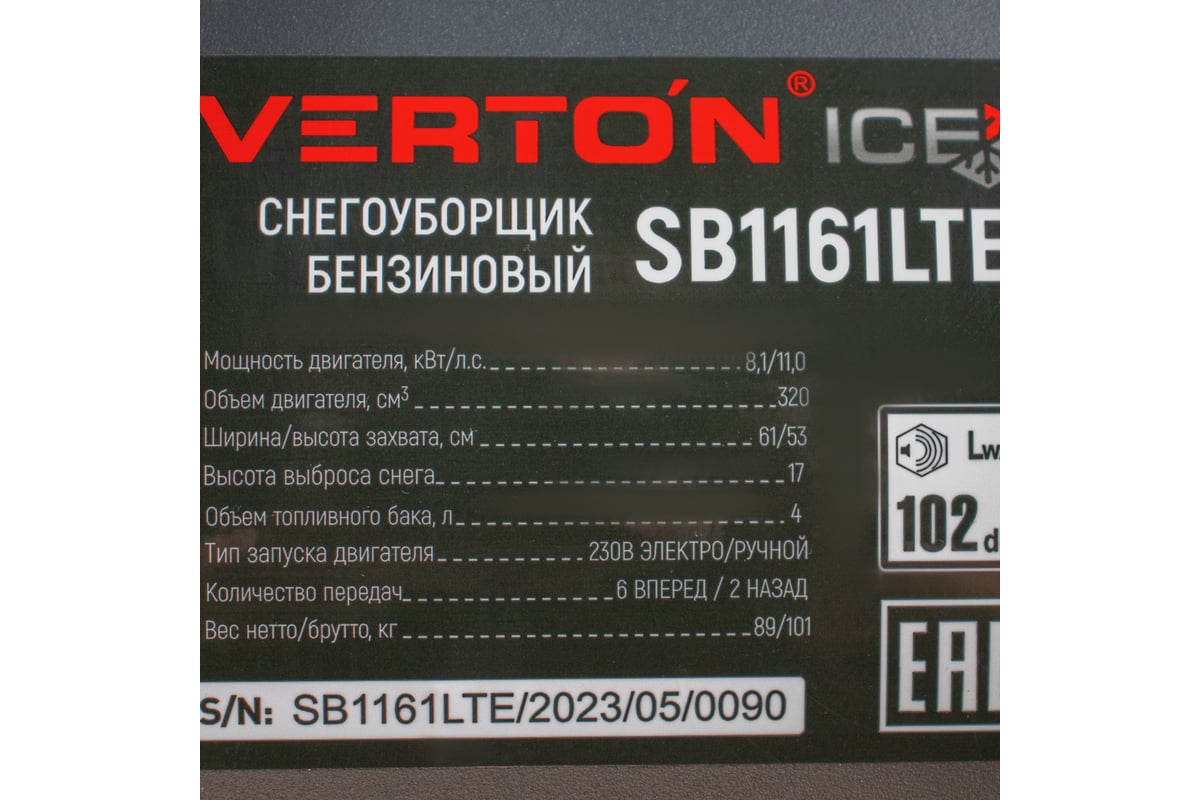 VERTON® ICE
СНЕГОУБОРЩИК
БЕНЗИНОВЫЙ
SB1161LTE
Мощность двигателя, кВт/л.с. 8,1/11,0
Объем двигателя, см³ 320
Ширина/высота захвата, см 61/53
Высота выброса снега 17
Объем топливного бака, л 4
Тип запуска двигателя 230В ЭЛЕКТРО/РУЧНОЙ
Количество передач 6 ВПЕРЕД / 2 НАЗАД
Вес нетто/брутто, кг 89/101
Lw
102 d
EAC
S/N: SB1161LTE/2023/05/0090